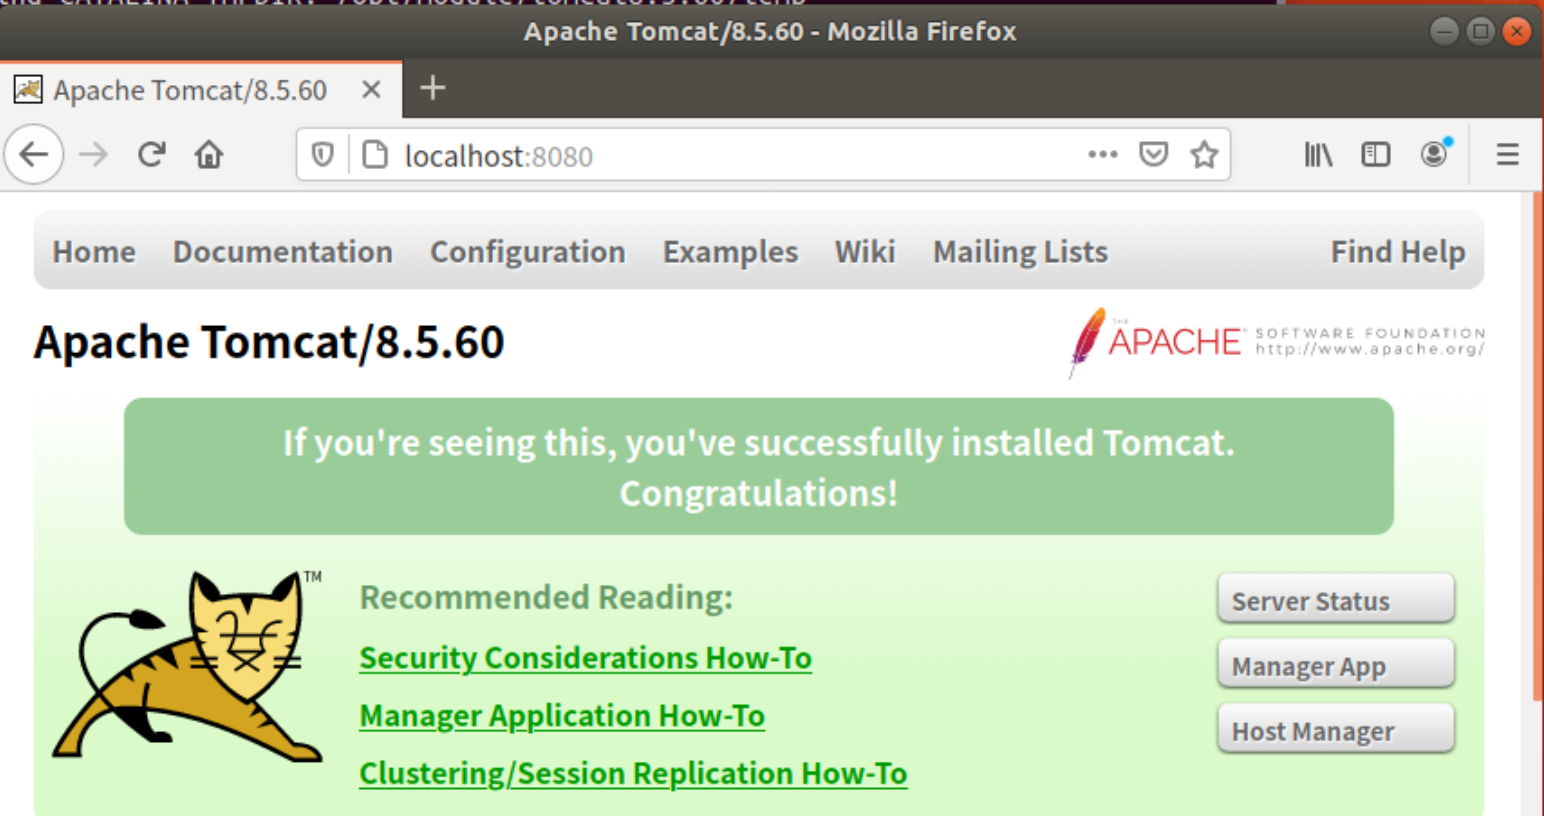 Apache Tomcat/8.5.60 - Mozilla Firefox
Apache Tomcat/8.5.60
localhost:8080
Home Documentation Configuration Examples Wiki Mailing Lists Find Help
Apache Tomcat/8.5.60
THE
APACHE® SOFTWARE FOUNDATION
http://www.apache.org/
If you're seeing this, you've successfully installed Tomcat.
Congratulations!
TM
Recommended Reading:
Security Considerations How-To
Manager Application How-To
Clustering/Session Replication How-To
Server Status
Manager App
Host Manager